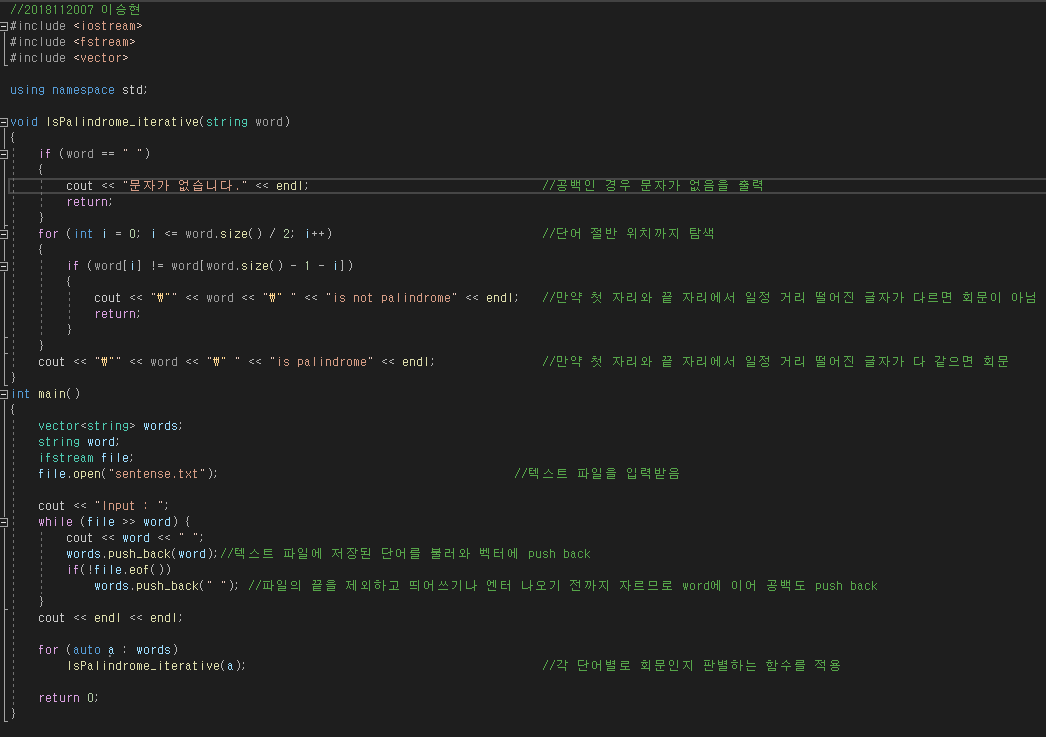 //2018112007 이승현
#include <iostream>
#include <fstream>
#include <vector>
using namespace std;
void IsPalindrome_iterative(string word)
{
if (word == " ")
{
cout << "문자가 없습니다." << endl; //공백인 경우 문자가 없음을 출력
return;
}
for (int i = 0; i <= word.size() / 2; i++) //단어 절반 위치까지 탐색
{
if (word[i] != word[word.size() - 1 - i])
{
cout << "₩"" << word << "₩" " << "is not palindrome" << endl; //만약 첫 자리와 끝 자리에서 일정 거리 떨어진 글자가 다르면 회문이 아님
return;
}
}
cout << "₩"" << word << "₩" " << "is palindrome" << endl; //만약 첫 자리와 끝 자리에서 일정 거리 떨어진 글자가 다 같으면 회문
}
int main()
{
vector<string> words;
string word;
ifstream file;
file.open("sentense.txt"); //텍스트 파일을 입력받음
cout << "Input : ";
while (file >> word) {
cout << word << " ";
words.push_back(word);//텍스트 파일에 저장된 단어를 불러와 벡터에 push back
if(!file.eof())
words.push_back(" "); //파일의 끝을 제외하고 띄어쓰기나 엔터 나오기 전까지 자르므로 word에 이어 공백도 push back
}
cout << endl << endl;
for (auto a : words)
IsPalindrome_iterative(a); //각 단어별로 회문인지 판별하는 함수를 적용
return 0;
}